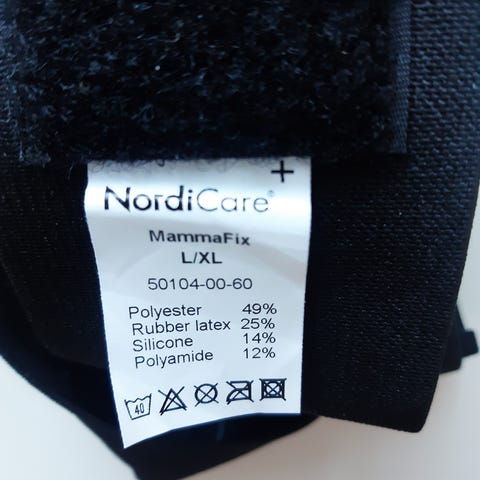 NordiCare®
MammaFix
L/XL
50104-00-60
Polyester 49%
Rubber latex 25%
Silicone 14%
Polyamide 12%
40